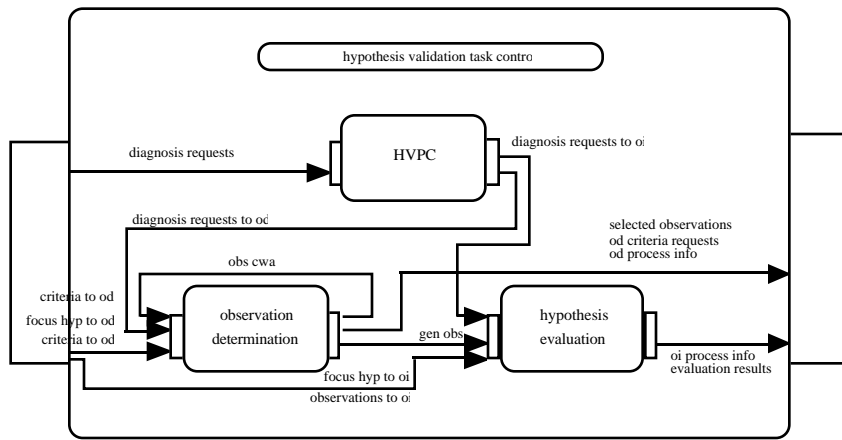 hypothesis validation task contro
diagnosis requests
HVPC
diagnosis requests to oi
diagnosis requests to od
selected observations
od criteria requests
od process info
obs cwa
criteria to od
focus hyp to od
criteria to od
observation
determination
gen obs
hypothesis
evaluation
focus hyp to oi
observations to oi
oi process info
evaluation results